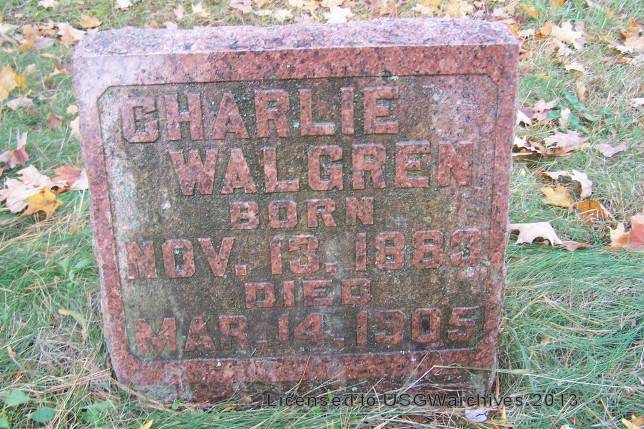 CHARLIE E
WALGREN
BORN
NOV. 13. 1883
DIED
MAR. 14. 1905
Licensed to USGWarchives 2013